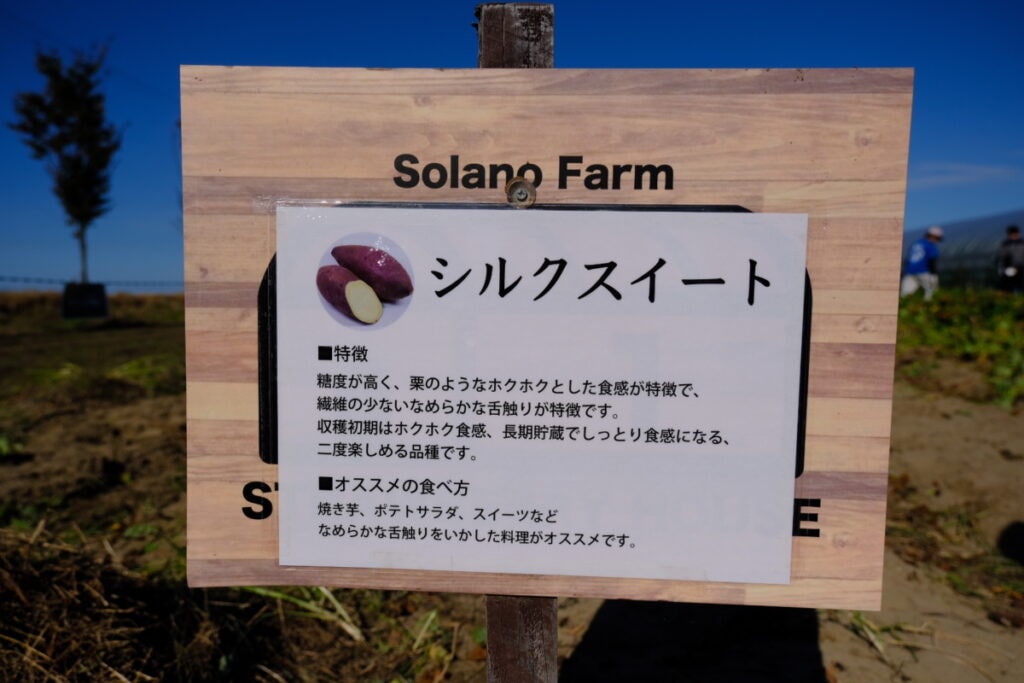 Solano Farm
シルクスイート
■特徴
糖度が高く、栗のようなホクホクとした食感が特徴で、
繊維の少ないなめらかな舌触りが特徴です。
収穫初期はホクホク食感、長期貯蔵でしっとり食感になる、
二度楽しめる品種です。
■オススメの食べ方
焼き芋、ポテトサラダ、スイーツなど
なめらかな舌触りをいかした料理がオススメです。